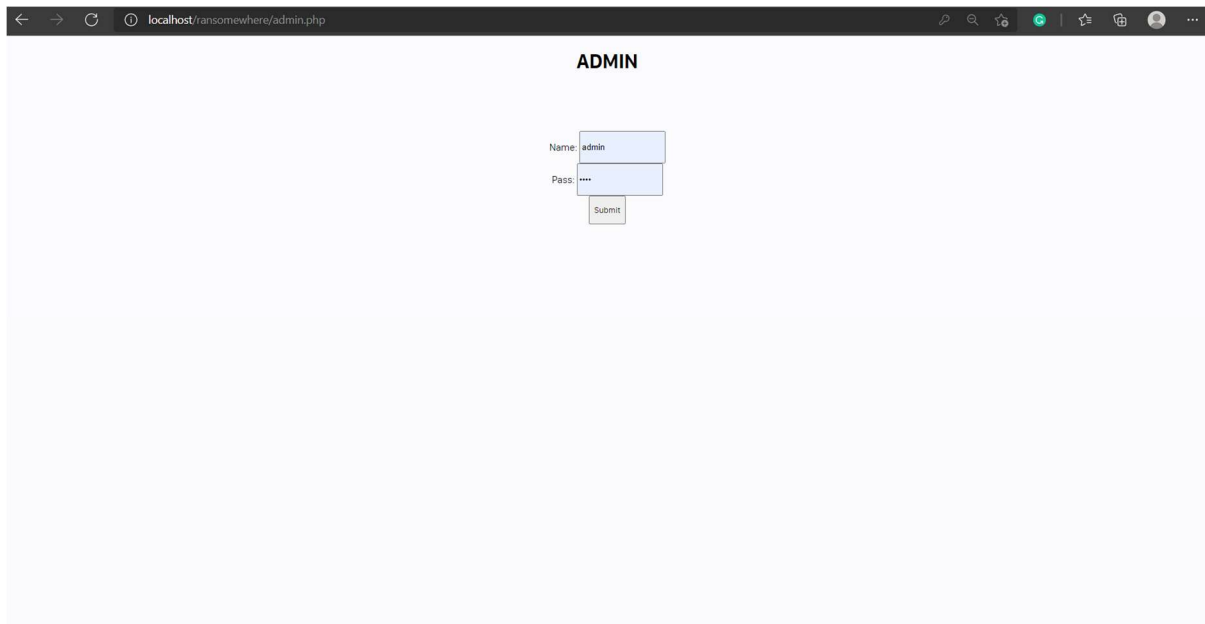 localhost/ransomewhere/admin.php
ADMIN
Name: admin
Pass: ••••
Submit